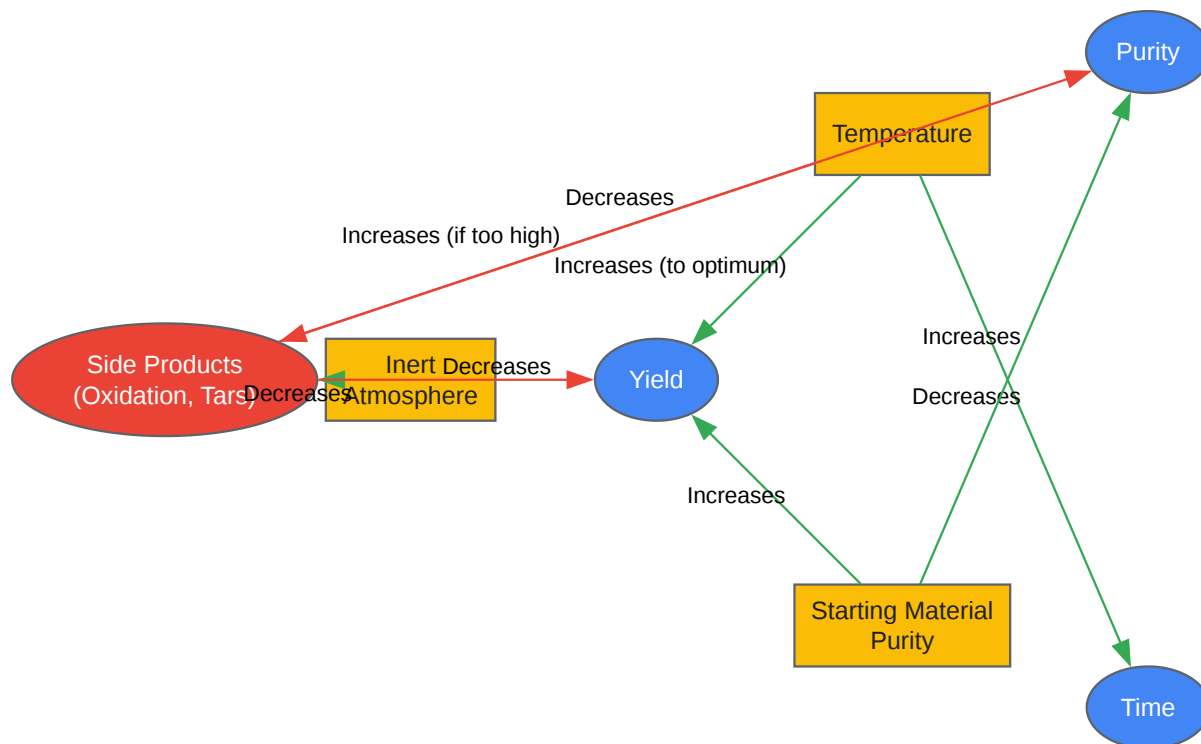 Purity
Temperature
Decreases
Increases (if too high)
Increases (to optimum)
Increases
Side Products
(Oxidation, Tars)
Inert
Atmosphere
Decreases
Decreases
Yield
Decreases
Increases
Starting Material
Purity
Time